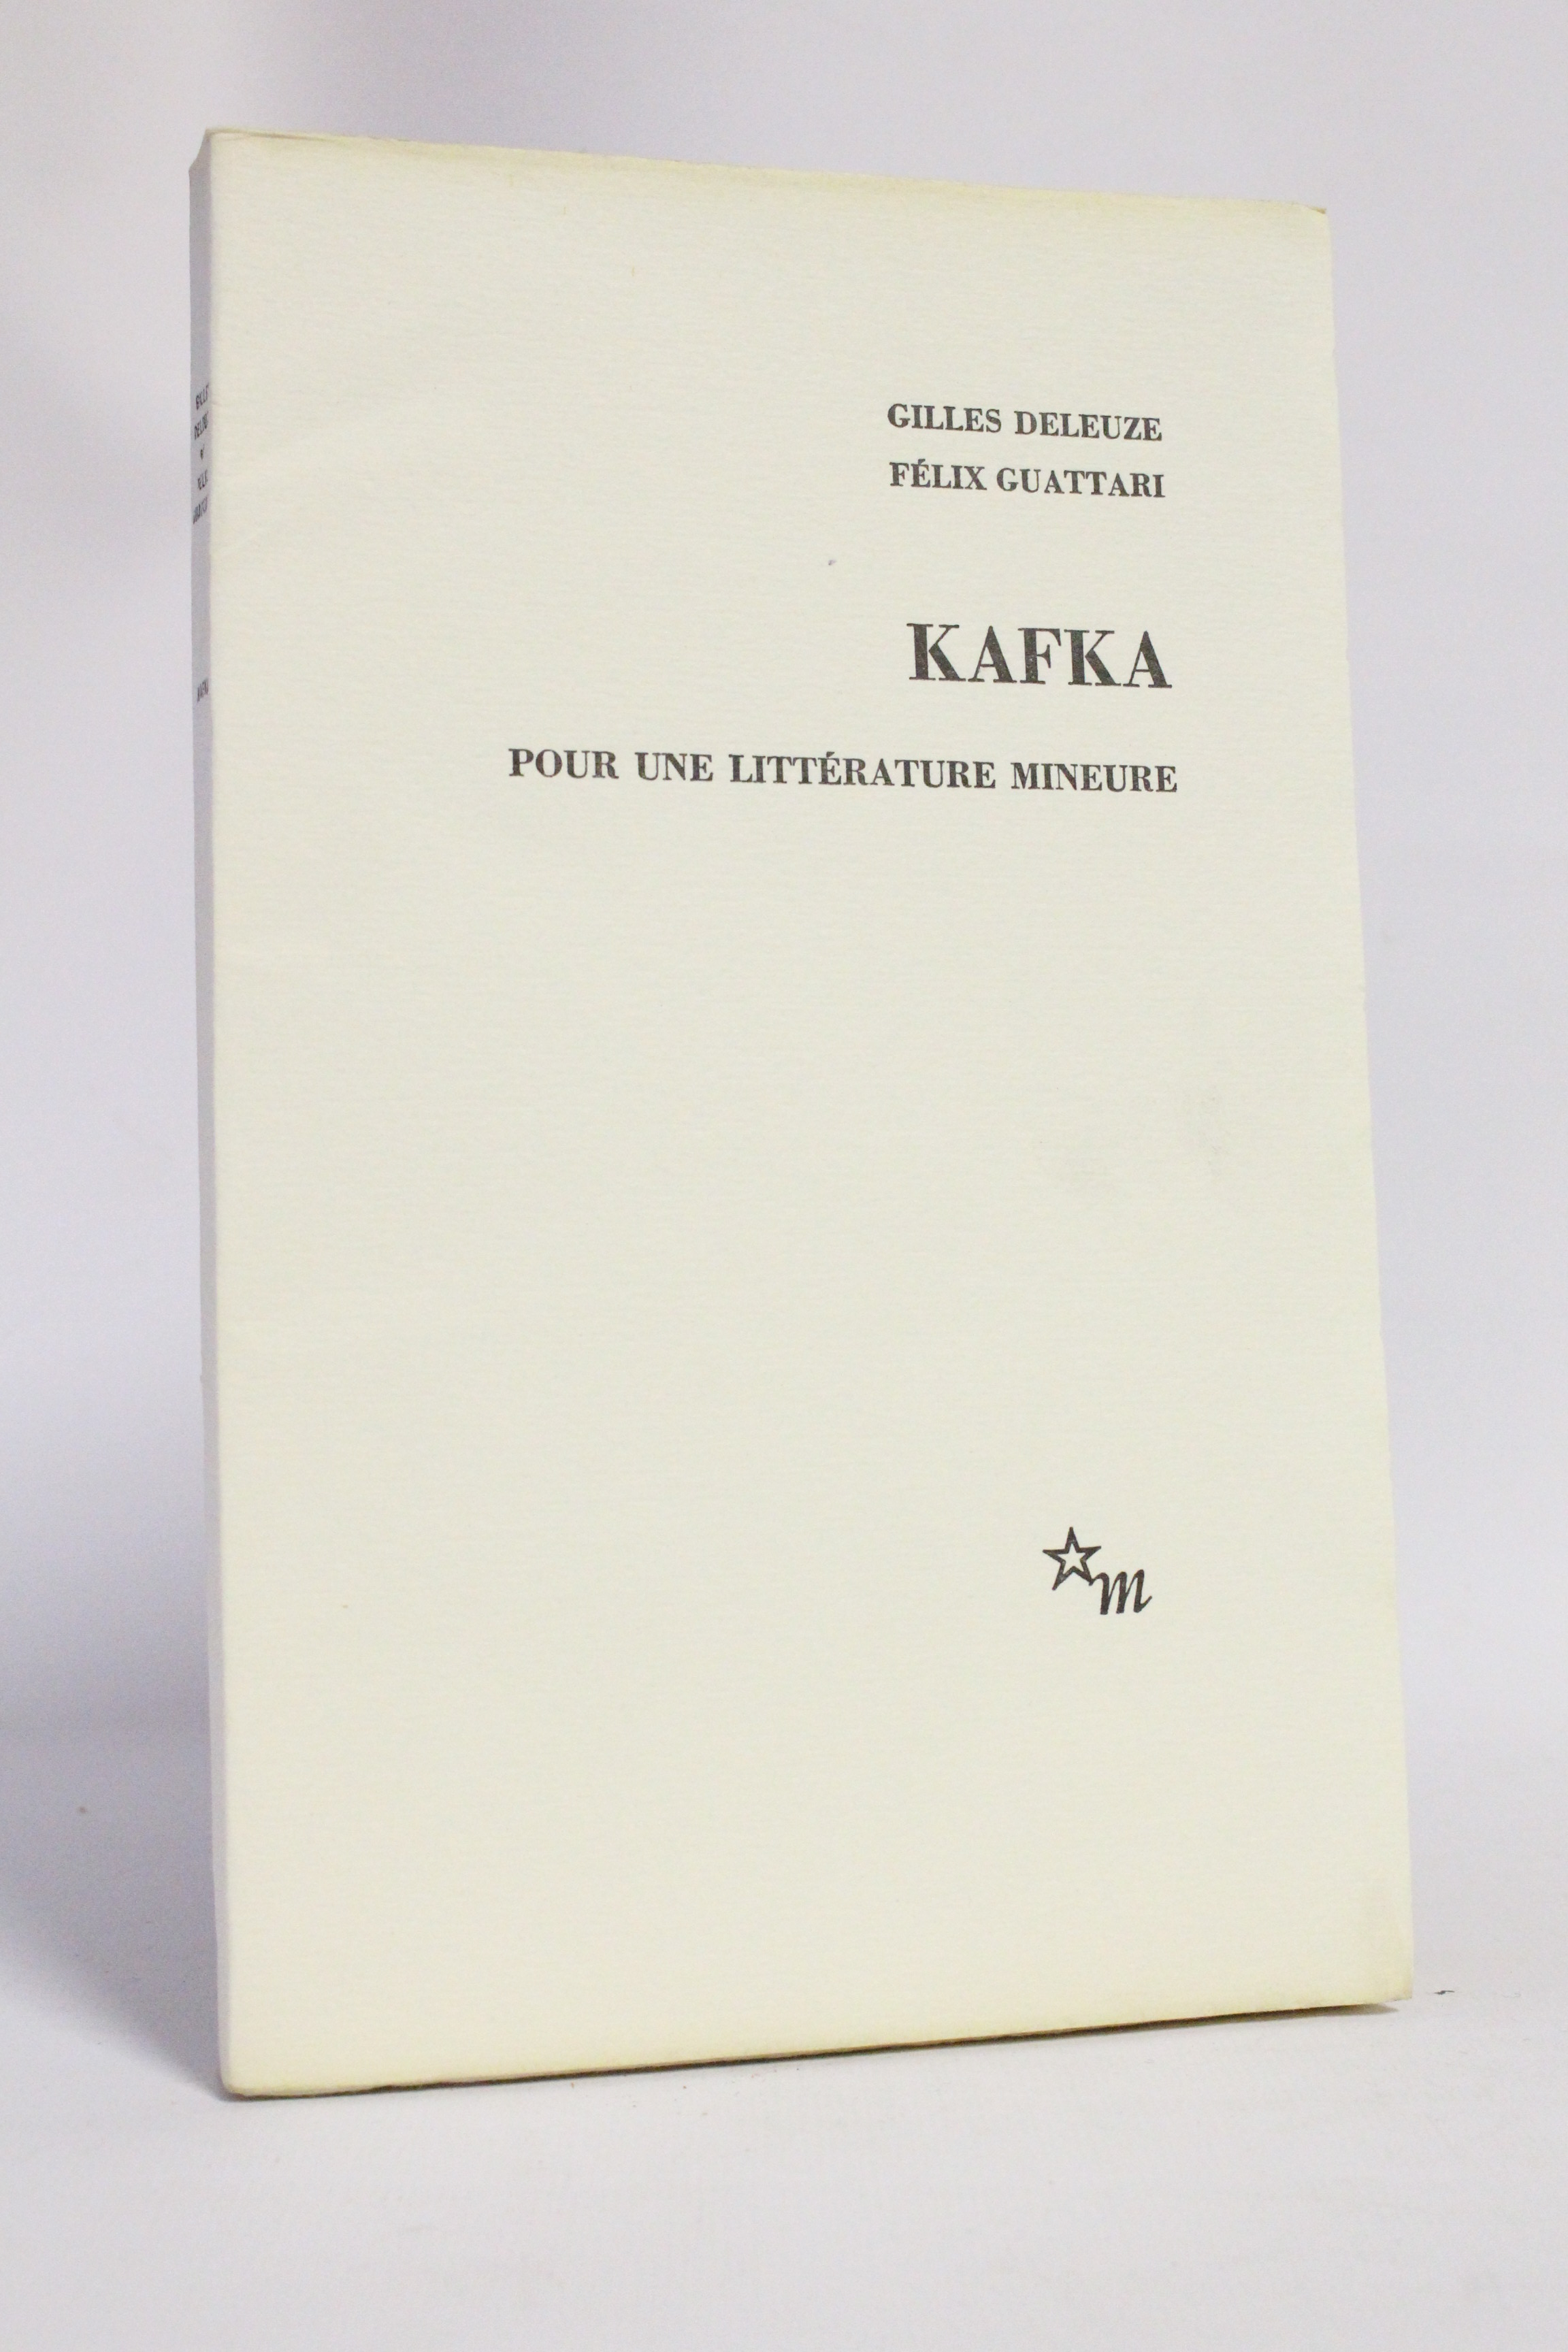 GILLES DELEUZE
FÉLIX GUATTARI
KAFKA
POUR UNE LITTÉRATURE MINEURE
m